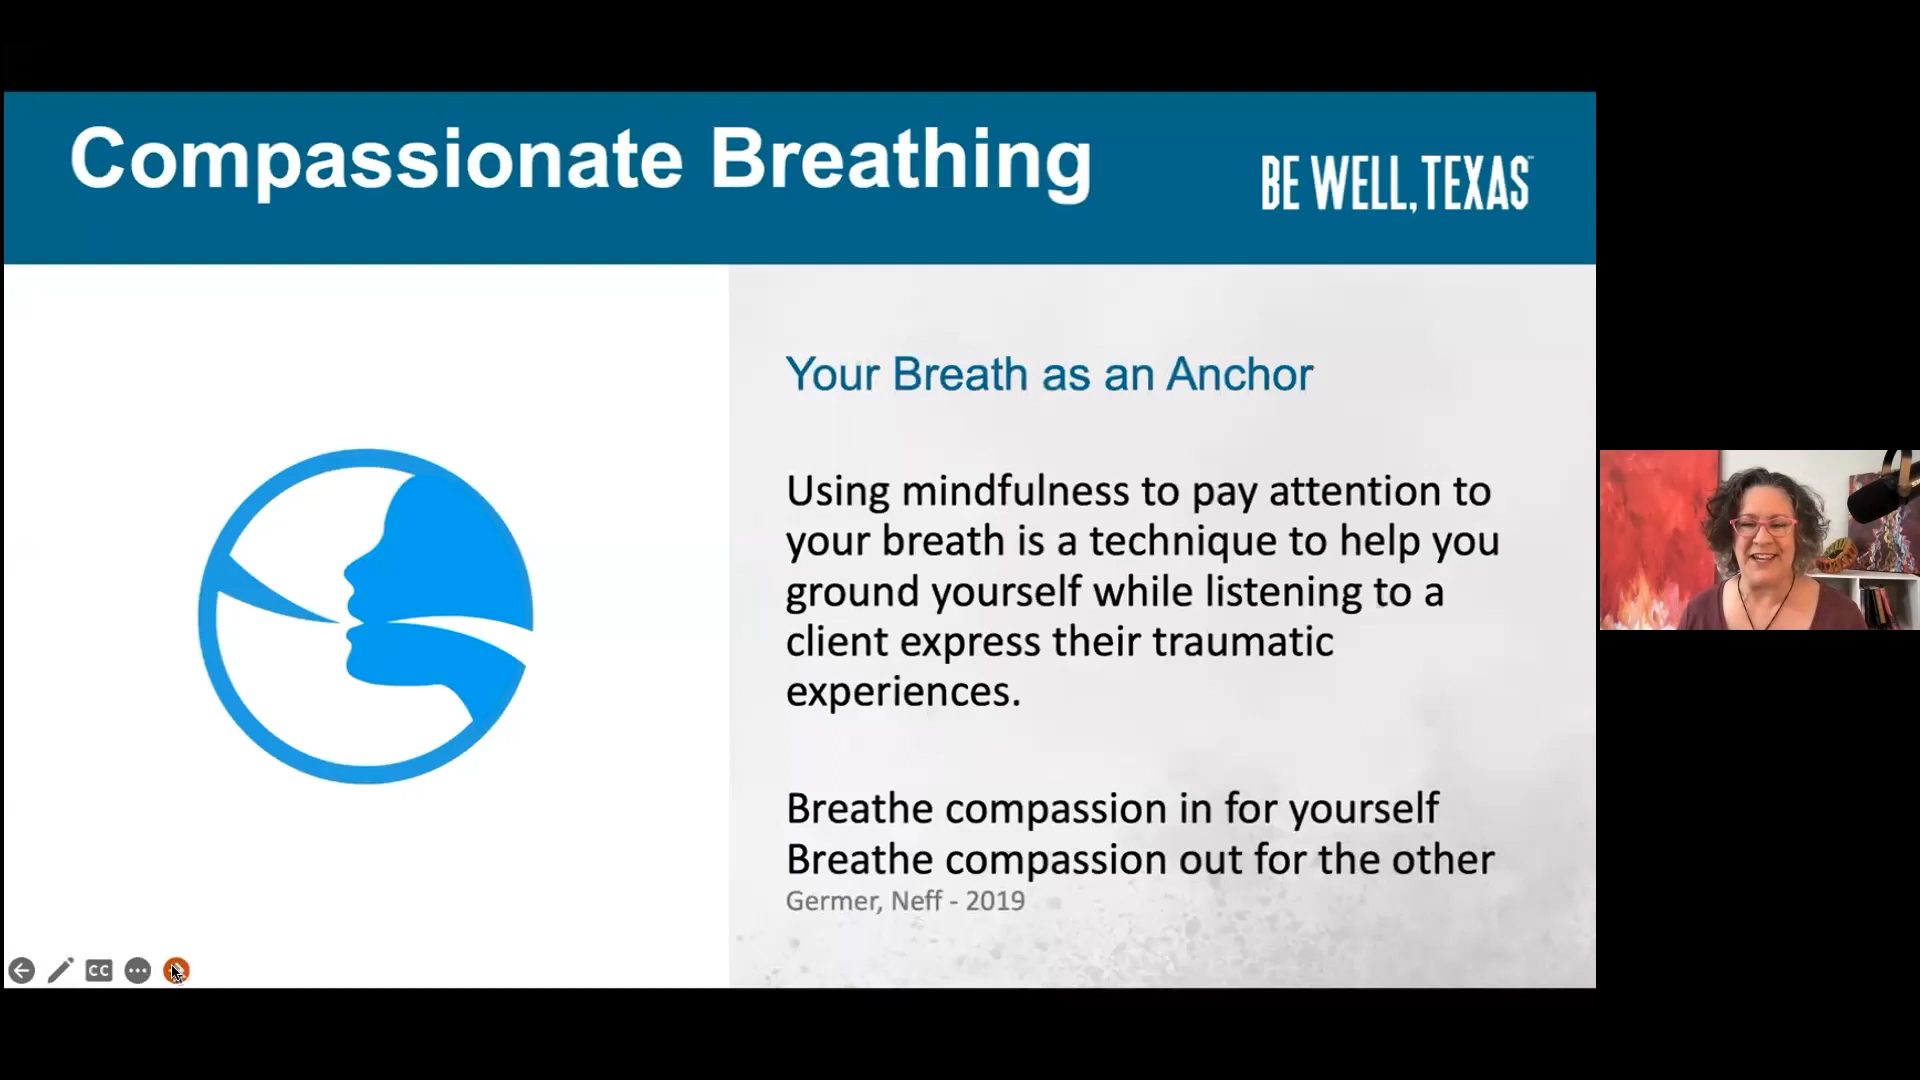 Compassionate Breathing
BE WELL, TEXAS
Your Breath as an Anchor
Using mindfulness to pay attention to
your breath is a technique to help you
ground yourself while listening to a
client express their traumatic
experiences.
Breathe compassion in for yourself
Breathe compassion out for the other
Germer, Neff - 2019
CC